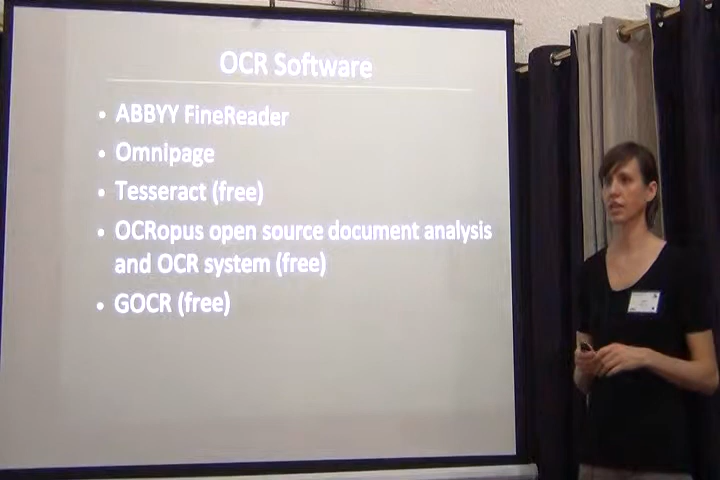 OCR Software
• ABBYY FineReader
• Omnipage
• Tesseract (free)
• OCRopus open source document analysis
and OCR system (free)
• GOCR (free)